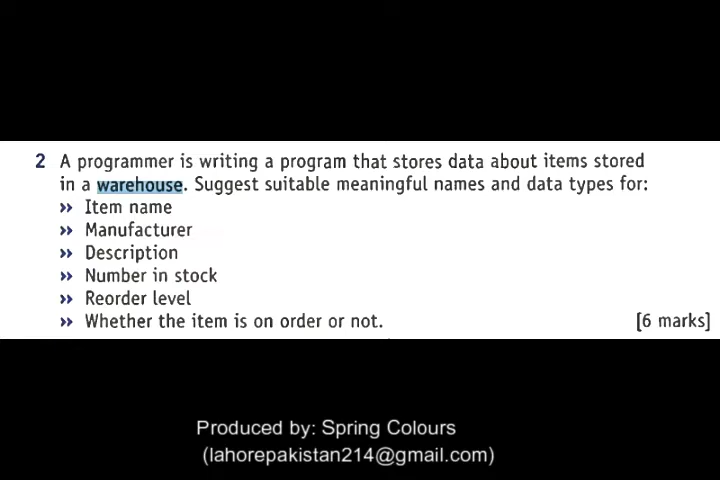 2 A programmer is writing a program that stores data about items stored
in a warehouse. Suggest suitable meaningful names and data types for:
» Item name
» Manufacturer
» Description
» Number in stock
» Reorder level
» Whether the item is on order or not. [6 marks]
Produced by: Spring Colours
(lahorepakistan214@gmail.com)